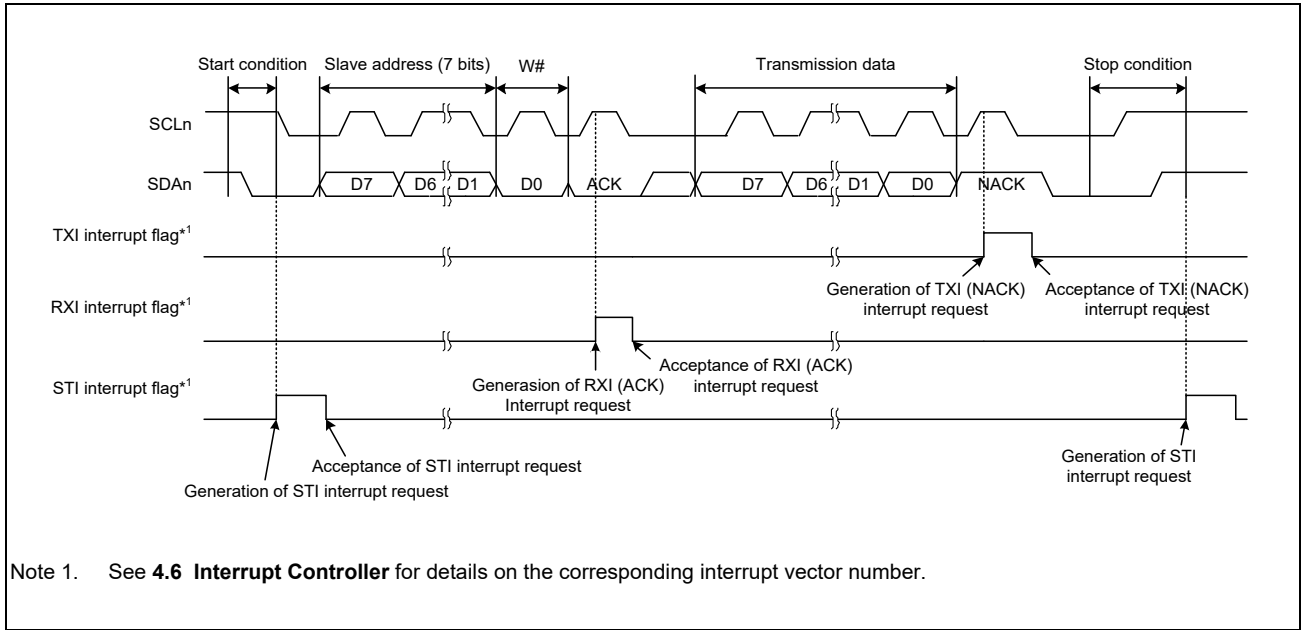 Start condition Slave address (7 bits) W# Transmission data Stop condition
SCLn
SDAn D7 D6 D1 D0 ACK D7 D6 D1 D0 NACK
TXI interrupt flag*1
Generation of TXI (NACK)
interrupt request
Acceptance of TXI (NACK)
interrupt request
RXI interrupt flag*1
Generasion of RXI (ACK)
Interrupt request
Acceptance of RXI (ACK)
interrupt request
STI interrupt flag*1
Acceptance of STI interrupt request
Generation of STI interrupt request
Generation of STI
interrupt request
Note 1. See 4.6 Interrupt Controller for details on the corresponding interrupt vector number.